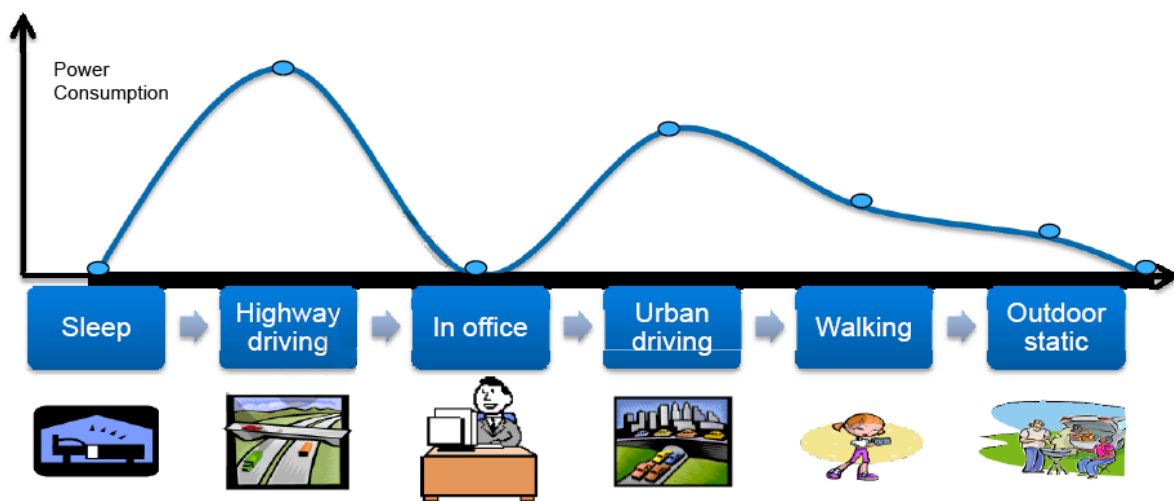 Power
Consumption
Sleep
Highway
driving
In office
Urban
driving
Walking
Outdoor
static